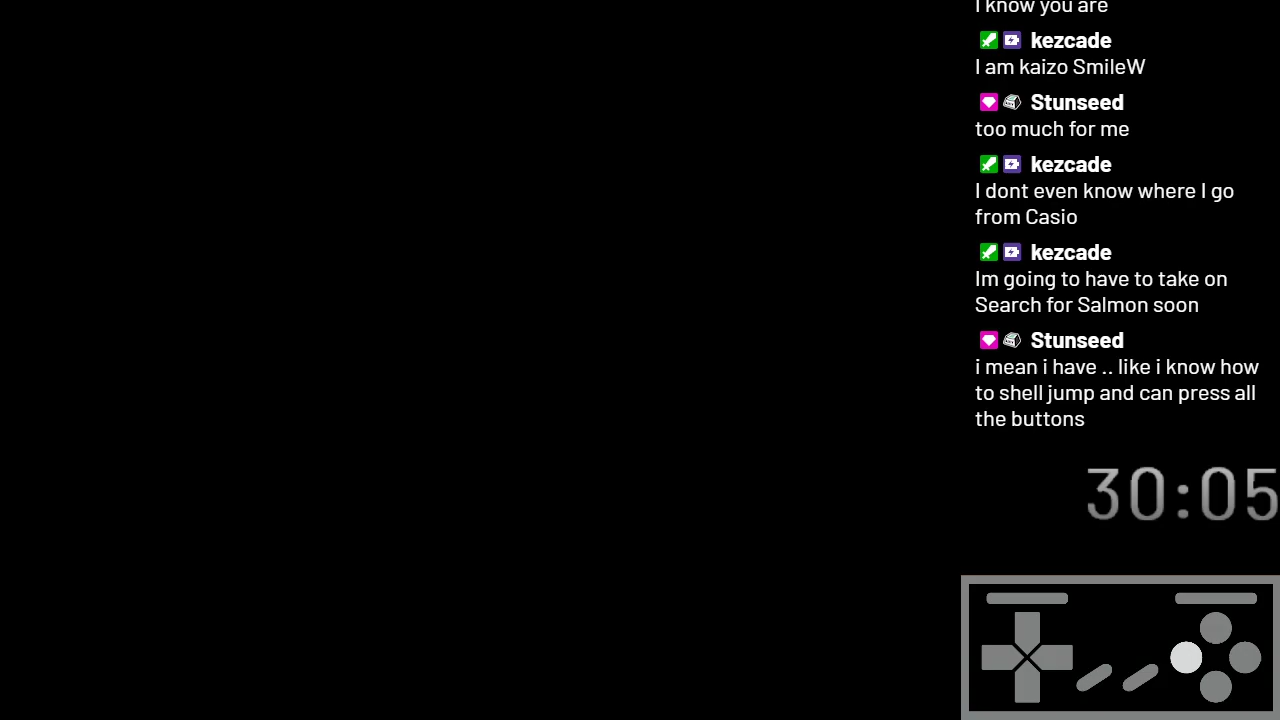 I know you are
kezcade
I am kaizo SmileW
Stunseed
too much for me
kezcade
I dont even know where I go
from Casio
kezcade
Im going to have to take on
Search for Salmon soon
Stunseed
i mean i have .. like i know how
to shell jump and can press all
the buttons
30:05